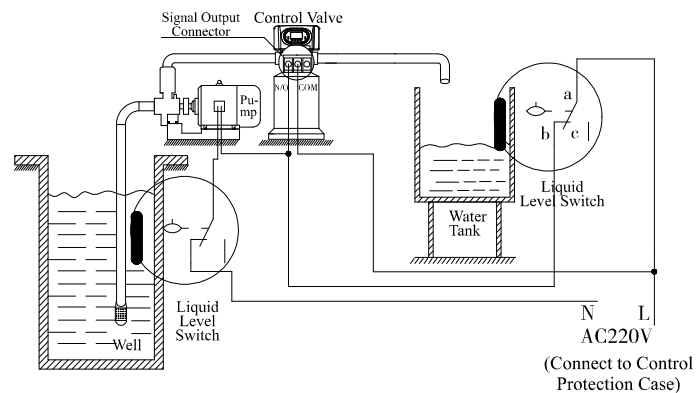 Signal Output
Connector
Control Valve
N/O
COM
Pu-
mp
a
b
c
Liquid
Level Switch
Water
Tank
Liquid
Level
Switch
Well
N
L
AC220V
(Connect to Control
Protection Case)